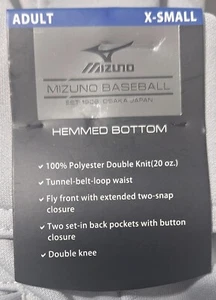 ADULT X-SMALL
MIZUNO
MIZUNO BASEBALL
EST. 1906 OSAKA JAPAN
HEMMED BOTTOM
✓ 100% Polyester Double Knit(20 oz.)
✓ Tunnel-belt-loop waist
✓ Fly front with extended two-snap
closure
✓ Two set-in back pockets with button
closure
✓ Double knee